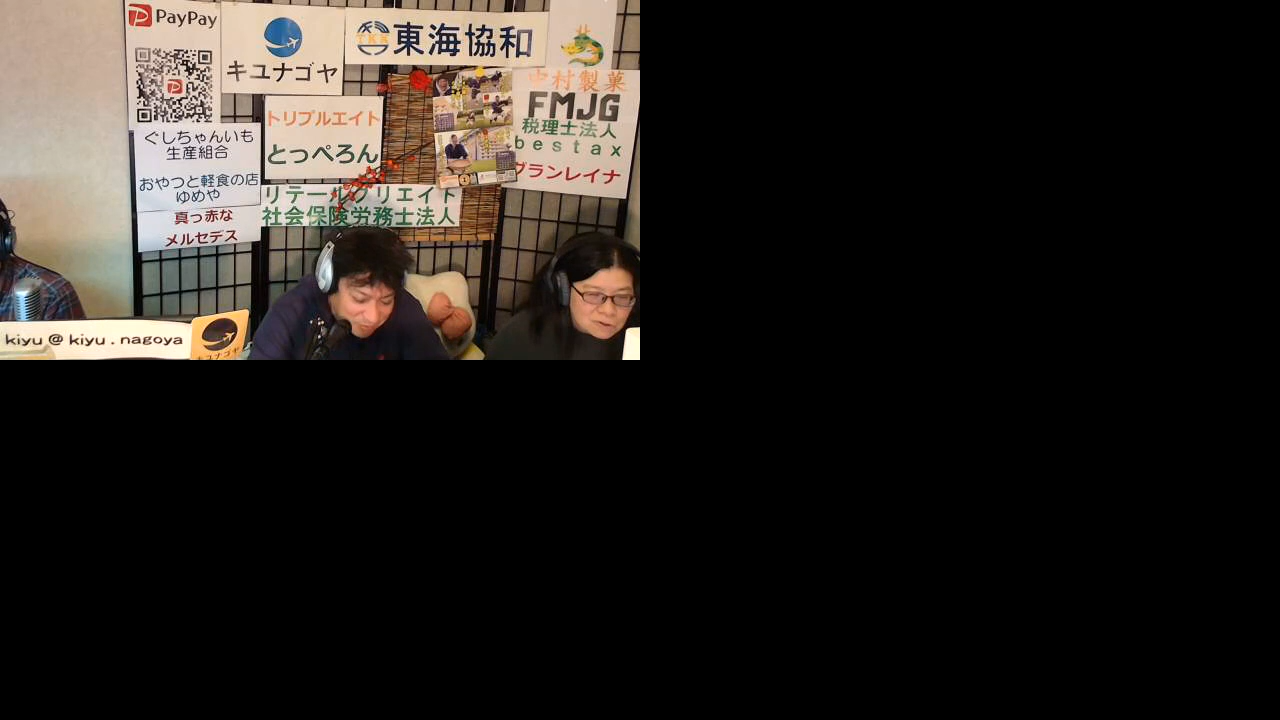 PayPay
キユナゴヤ
TKK 東海協和
中村製菓
FMJG
税理士法人
bestax
グランレイナ
トリプルエイト
とっぺろん
ぐしちゃんいも
生産組合
おやつと軽食の店
ゆめや
真っ赤な
メルセデス
リテールクリエイト
社会保険労務士法人
kiyu@kiyu.nagoya
キユナゴヤ